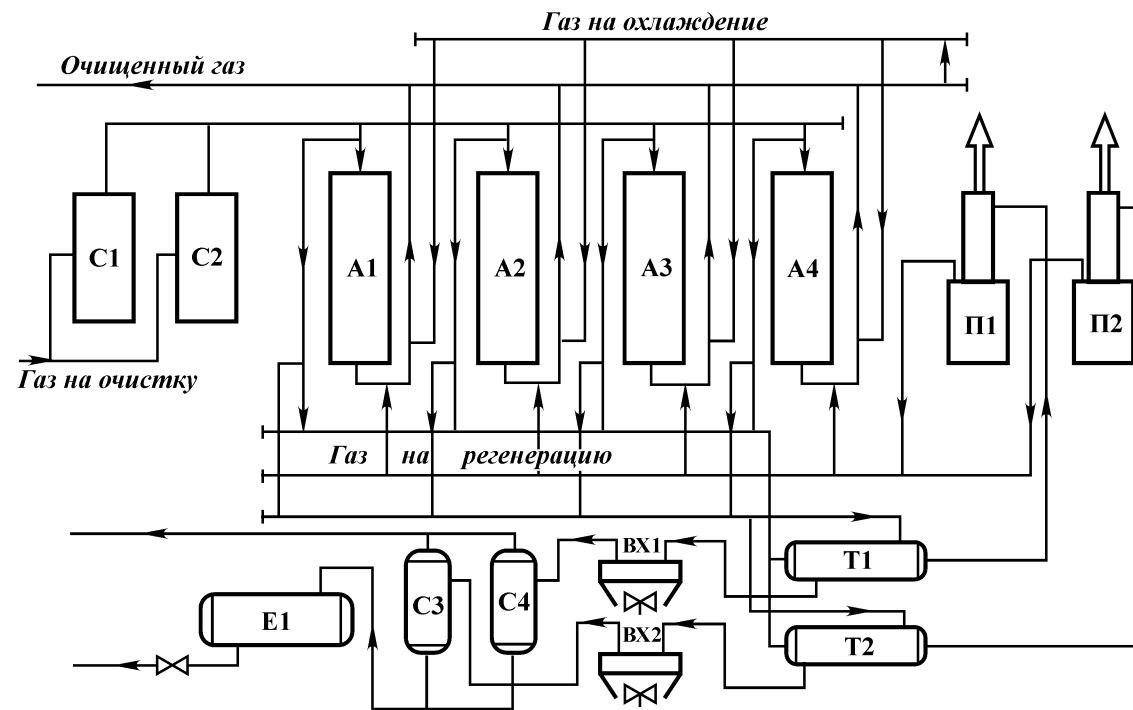 Газ на охлаждение
Очищенный газ
С1
С2
А1
А2
А3
А4
П1
П2
Газ на очистку
Газ на регенерацию
ВХ1
Т1
С3
С4
Е1
ВХ2
Т2